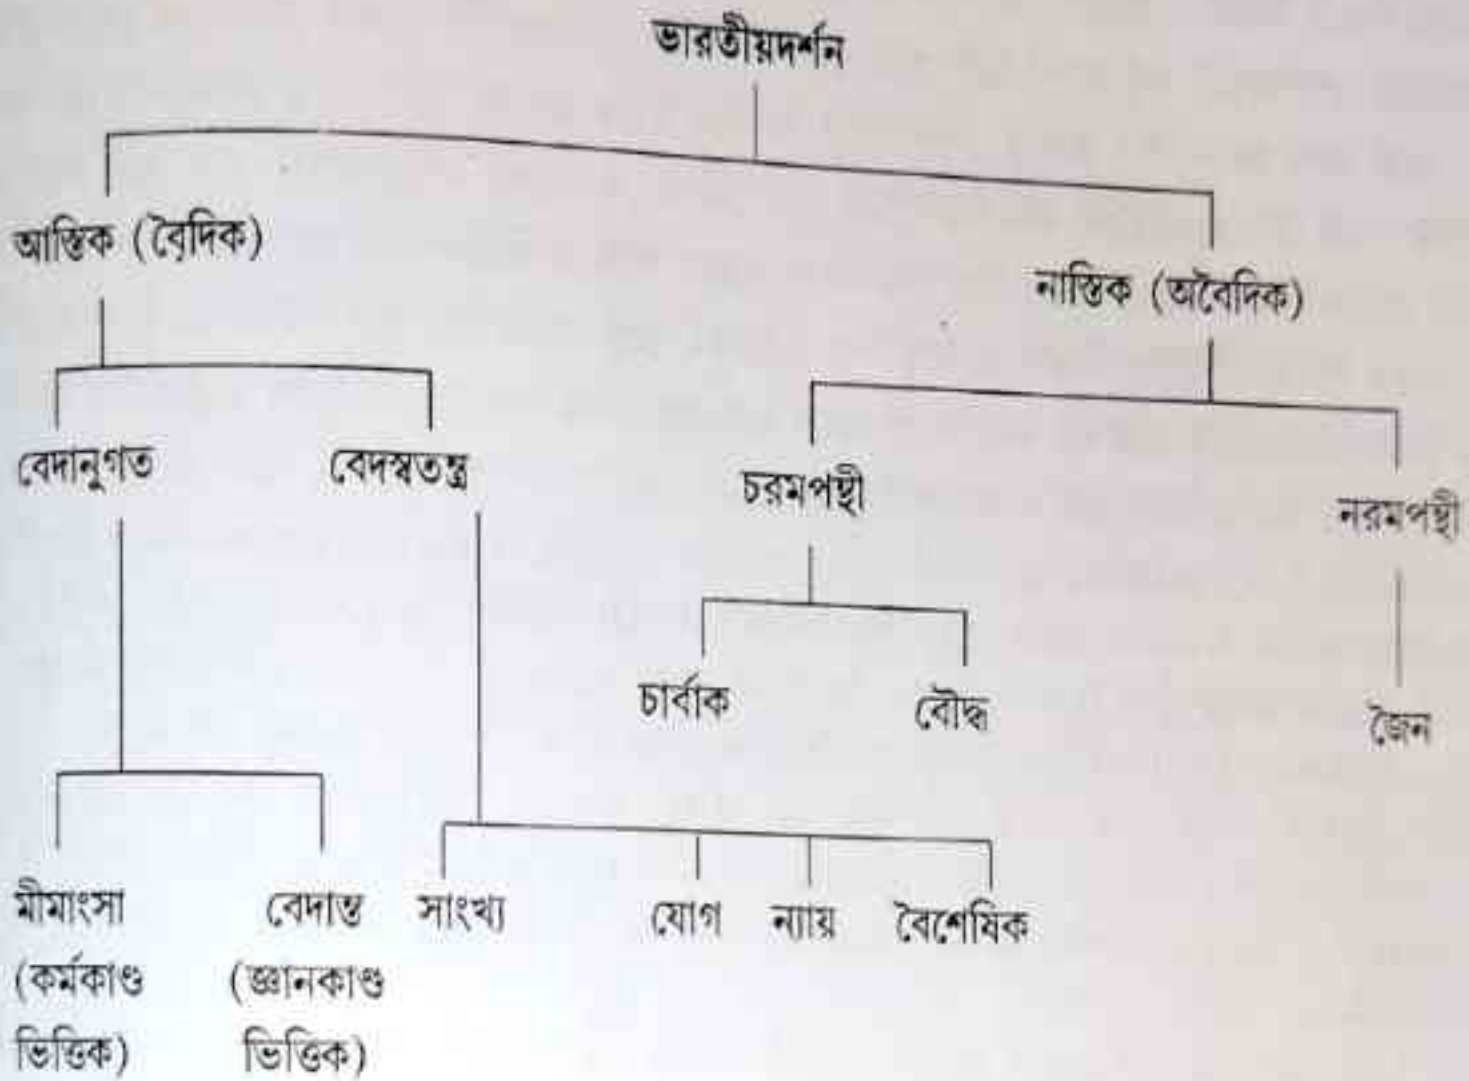 ভারতীয়দর্শন
আস্তিক (বৈদিক)
নাস্তিক (অবৈদিক)
বেদানুগত
বেদস্বতন্ত্র
চরমপন্থী
নরমপন্থী
চার্বাক
বৌদ্ধ
জৈন
মীমাংসা
(কর্মকাণ্ড
ভিত্তিক)
বেদান্ত
(জ্ঞানকাণ্ড
ভিত্তিক)
সাংখ্য
যোগ
ন্যায়
বৈশেষিক